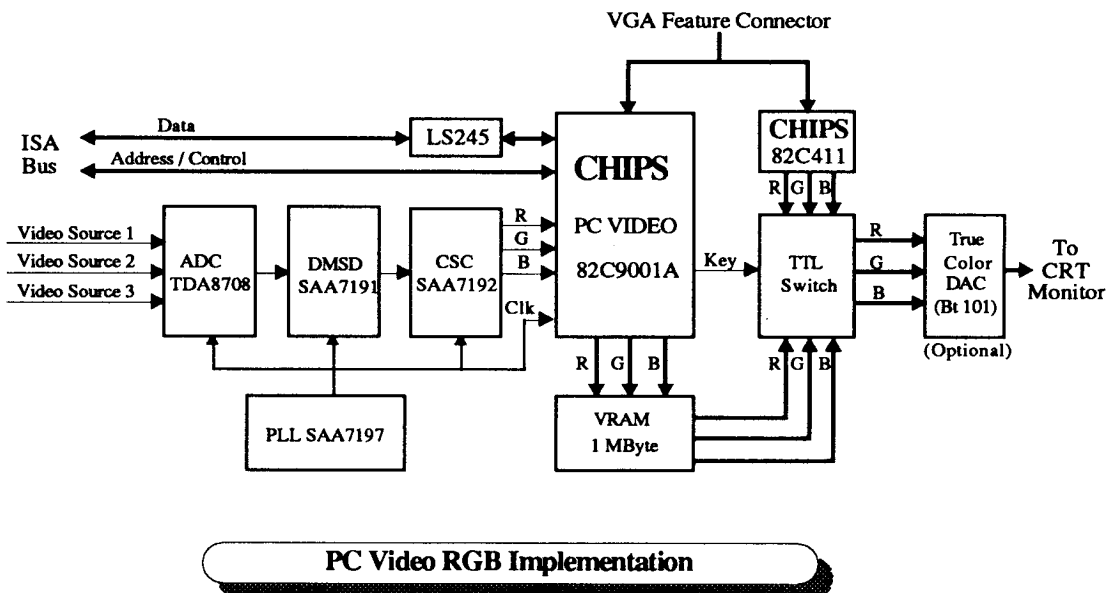 VGA Feature Connector
ISA
Bus
Data
LS245
Address / Control
CHIPS
PC VIDEO
82C9001A
CHIPS
82C411
R G B
Video Source 1
Video Source 2
Video Source 3
ADC
TDA8708
DMSD
SAA7191
CSC
SAA7192
R
G
B
Clk
Key
TTL
Switch
R
G
B
True
Color
DAC
(Bt 101)
(Optional)
To
CRT
Monitor
R G B
R G B
PLL SAA7197
VRAM
1 MByte
PC Video RGB Implementation